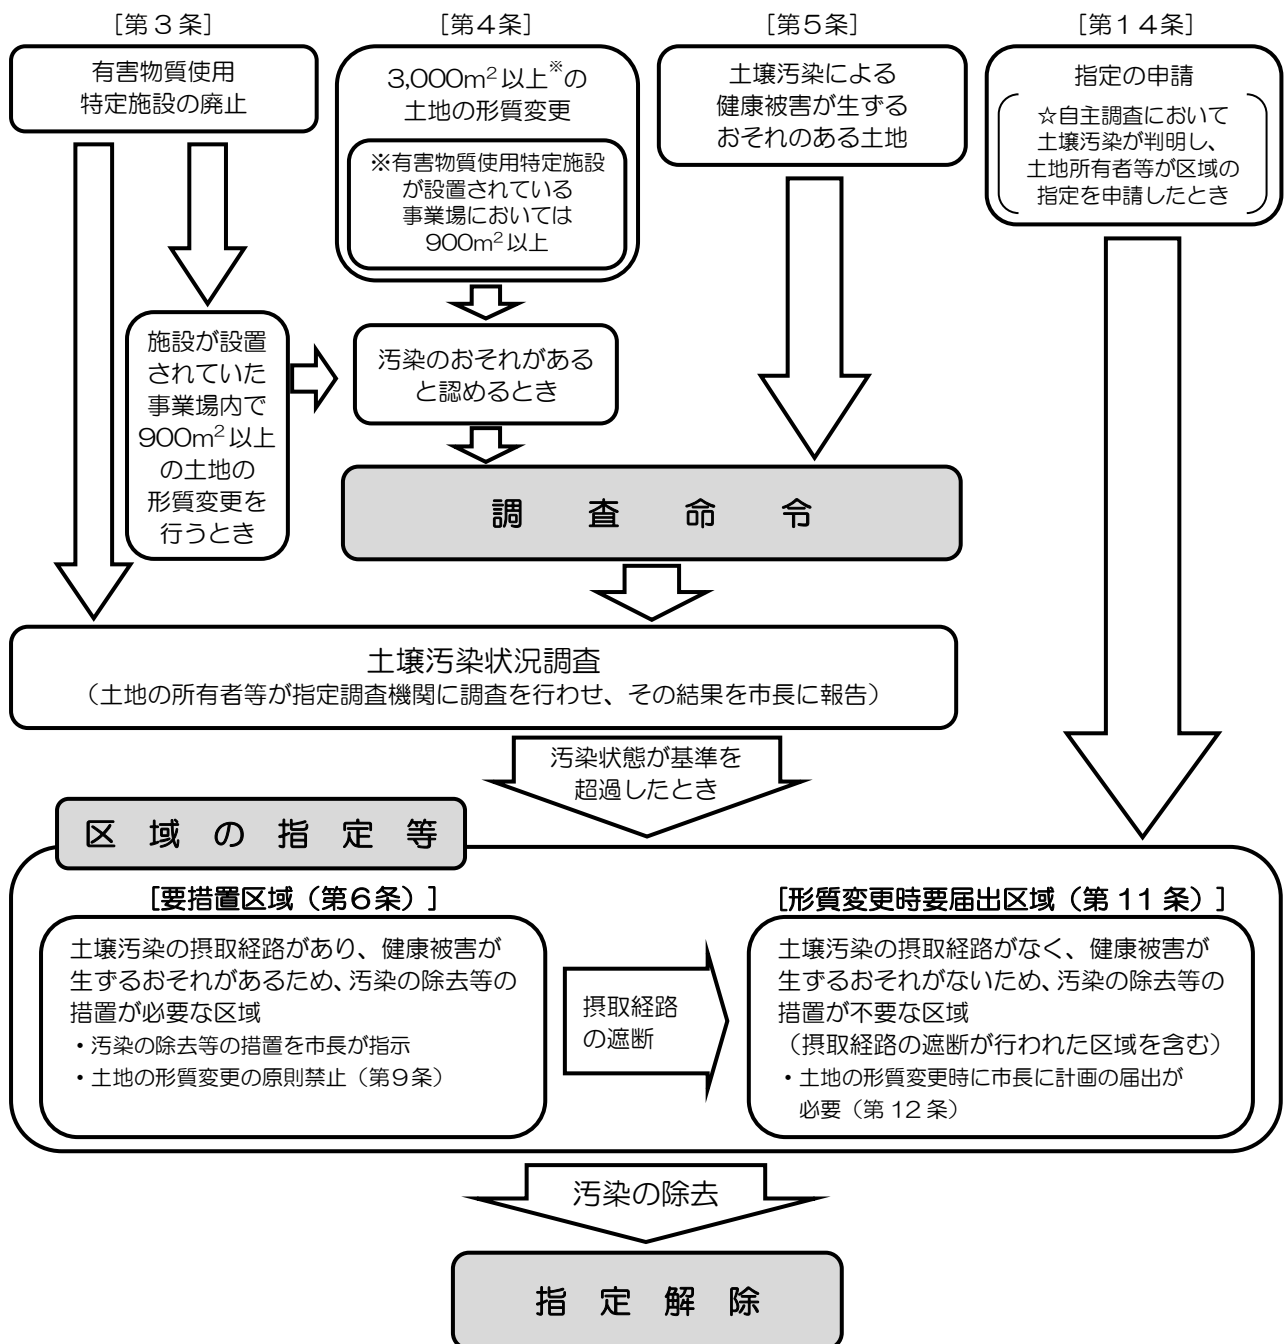 [第3条]
有害物質使用
特定施設の廃止
[第4条]
3,000m²以上※の
土地の形質変更
※有害物質使用特定施設
が設置されている
事業場においては
900m²以上
[第5条]
土壌汚染による
健康被害が生ずる
おそれのある土地
[第14条]
指定の申請
☆自主調査において
土壌汚染が判明し、
土地所有者等が区域の
指定を申請したとき
施設が設置
されていた
事業場内で
900m²以上
の土地の
形質変更を
行うとき
汚染のおそれがある
と認めるとき
調査命令
土壌汚染状況調査
（土地の所有者等が指定調査機関に調査を行わせ、その結果を市長に報告）
汚染状態が基準を
超過したとき
区域の指定等
[要措置区域（第6条）]
土壌汚染の摂取経路があり、健康被害が
生ずるおそれがあるため、汚染の除去等の
措置が必要な区域
・汚染の除去等の措置を市長が指示
・土地の形質変更の原則禁止（第9条）
摂取経路
の遮断
[形質変更時要届出区域（第11条）]
土壌汚染の摂取経路がなく、健康被害が
生ずるおそれがないため、汚染の除去等の
措置が不要な区域
（摂取経路の遮断が行われた区域を含む）
・土地の形質変更時に市長に計画の届出が
必要（第12条）
汚染の除去
指定解除